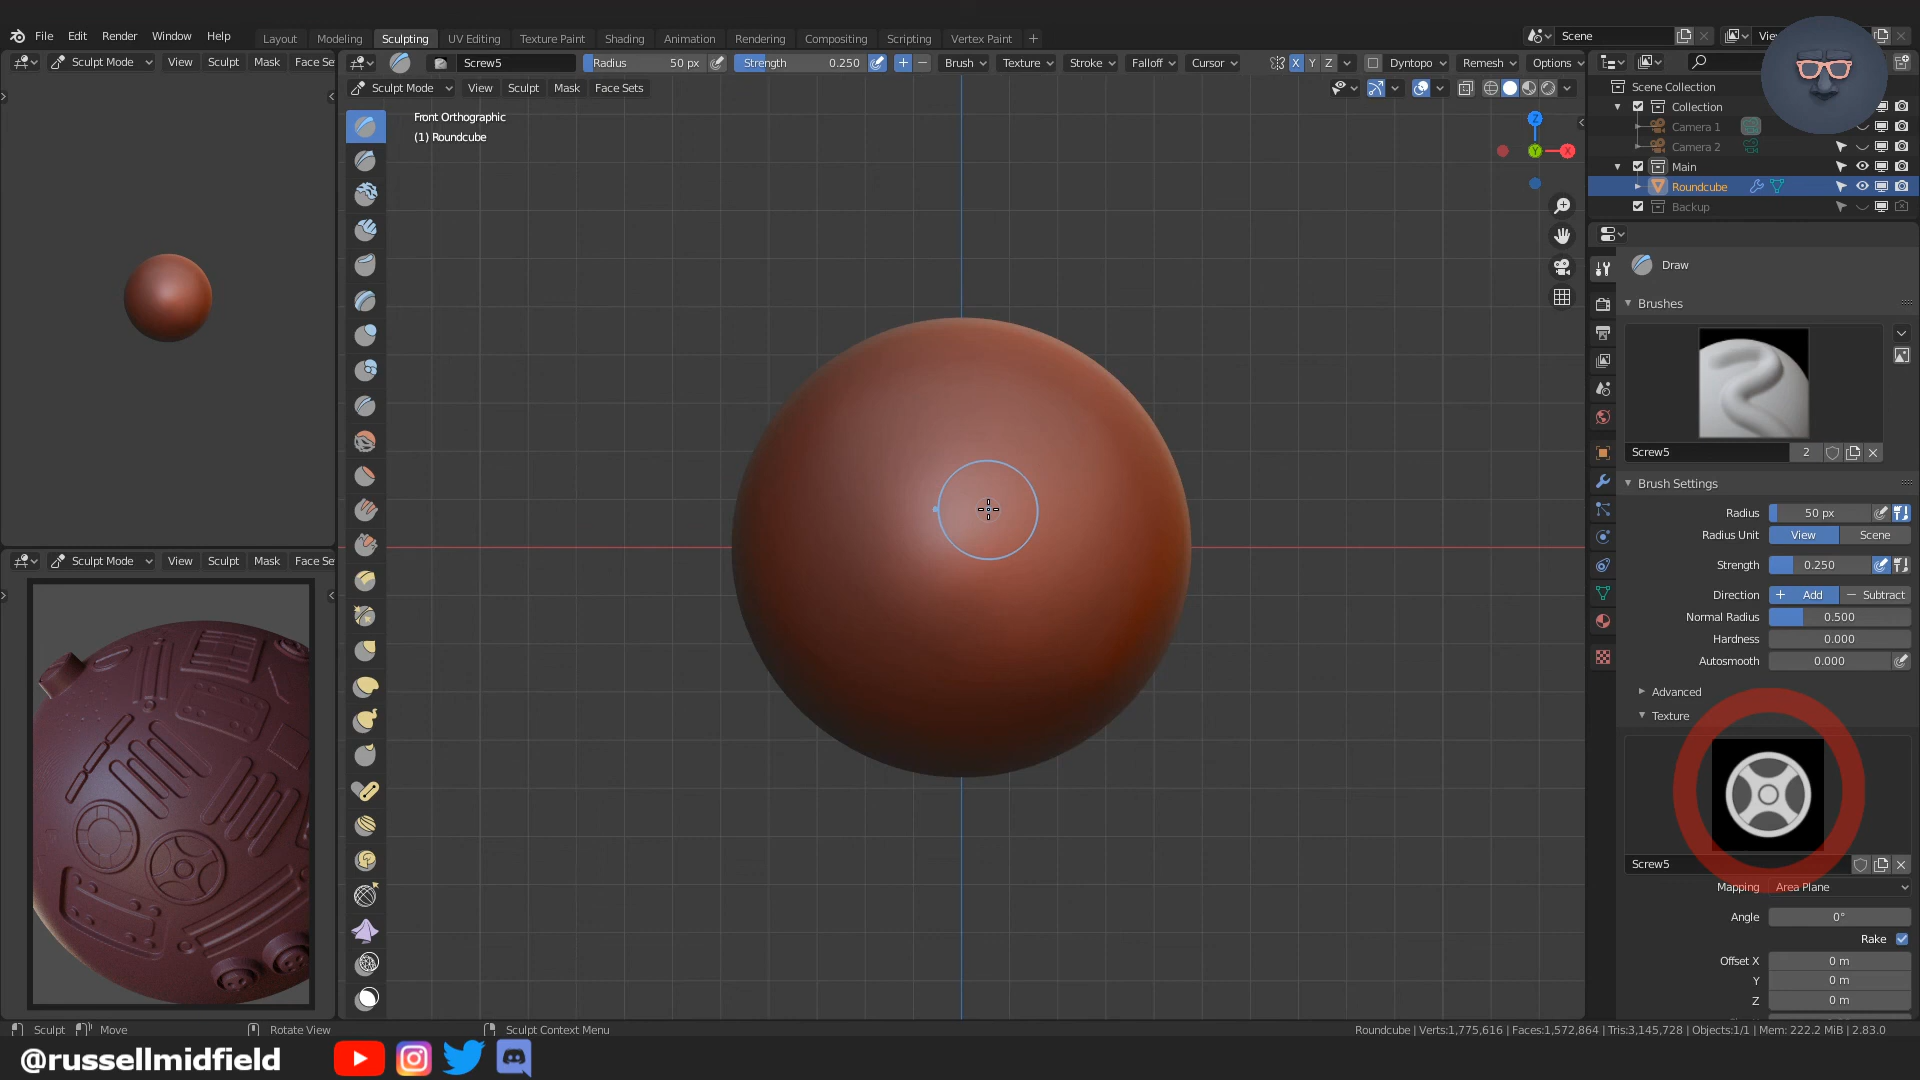 File Edit Render Window Help
Layout Modeling Sculpting UV Editing Texture Paint Shading Animation Rendering Compositing Scripting Vertex Paint +
Scene
Sculpt Mode View Sculpt Mask Face Se
Screw5 Radius 50 px Strength 0.250 Brush Texture Stroke Falloff Cursor X Y Z Dyntopo Remesh Options
Sculpt Mode View Sculpt Mask Face Sets
Front Orthographic
(1) Roundcube
Z
Y
X
Scene Collection
Collection
Camera 1
Camera 2
Main
Roundcube
Backup
Draw
Brushes
Screw5 2
Brush Settings
Radius 50 px
Radius Unit View Scene
Strength 0.250
Direction + Add − Subtract
Normal Radius 0.500
Hardness 0.000
Autosmooth 0.000
Advanced
Texture
Screw5
Mapping Area Plane
Angle 0°
Rake
Offset X 0 m
Y 0 m
Z 0 m
Sculpt Mode View Sculpt Mask Face Se
Sculpt Move Rotate View Sculpt Context Menu
Roundcube | Verts:1,775,616 | Faces:1,572,864 | Tris:3,145,728 | Objects:1/1 | Mem: 222.2 MiB | 2.83.0
@russellmidfield